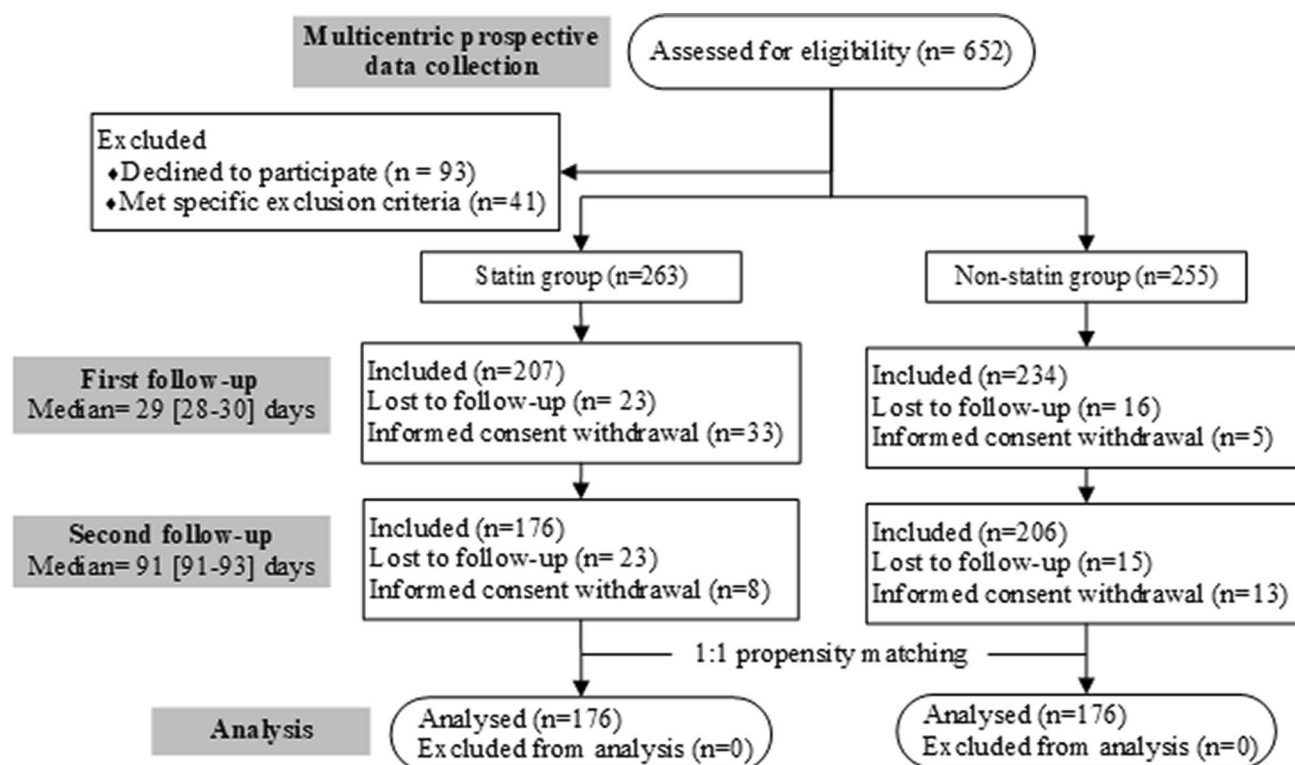 Multicentric prospective
data collection
Assessed for eligibility (n= 652)
Excluded
♦Declined to participate (n = 93)
♦Met specific exclusion criteria (n=41)
Statin group (n=263)
Non-statin group (n=255)
First follow-up
Median= 29 [28-30] days
Included (n=207)
Lost to follow-up (n= 23)
Informed consent withdrawal (n=33)
Included (n=234)
Lost to follow-up (n= 16)
Informed consent withdrawal (n=5)
Second follow-up
Median= 91 [91-93] days
Included (n=176)
Lost to follow-up (n= 23)
Informed consent withdrawal (n=8)
Included (n=206)
Lost to follow-up (n=15)
Informed consent withdrawal (n=13)
1:1 propensity matching
Analysis
Analysed (n=176)
Excluded from analysis (n=0)
Analysed (n=176)
Excluded from analysis (n=0)